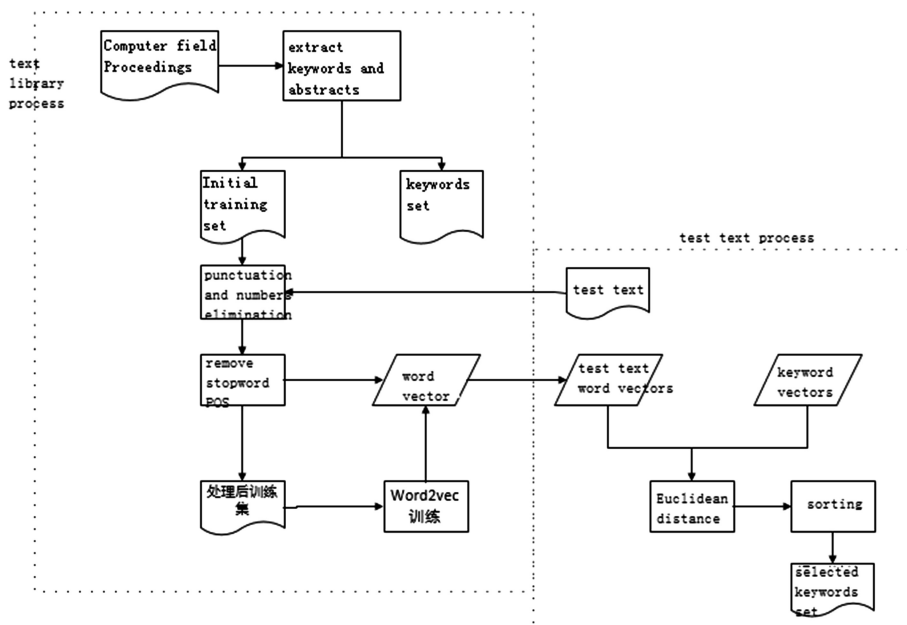 text
library
process
Computer field
Proceedings
extract
keywords and
abstracts
Initial
training
set
keywords
set
test text process
punctuation
and numbers
elimination
test text
remove
stopword
POS
word
vector
test text
word vectors
keyword
vectors
处理后训练
集
Word2vec
训练
Euclidean
distance
sorting
selected
keywords
set